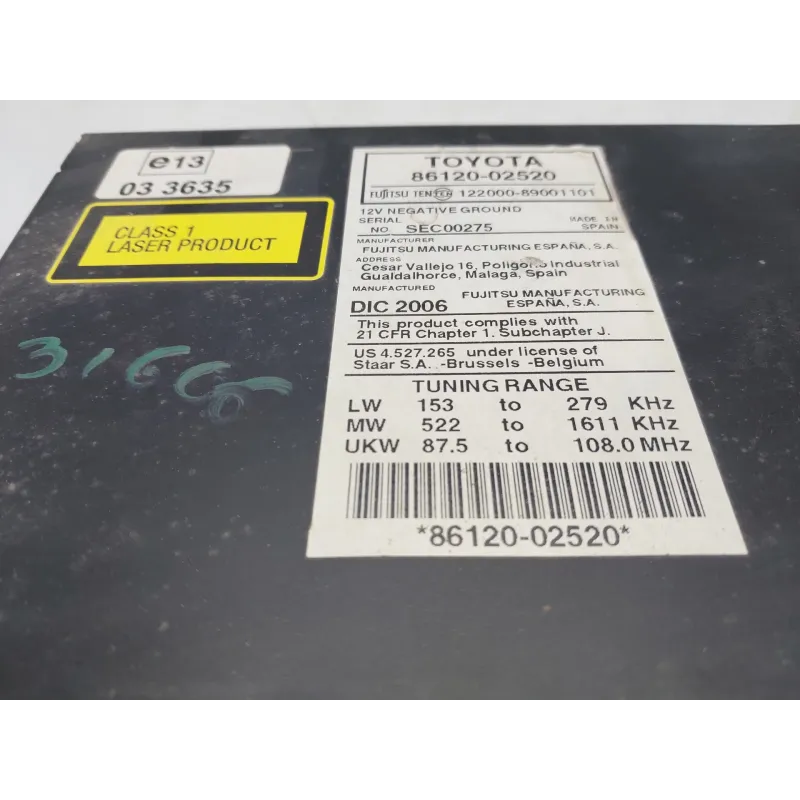 e13
03 3635
CLASS 1
LASER PRODUCT
TOYOTA
86120-02520
FUJITSU TEN 122000-89001101
12V NEGATIVE GROUND
SERIAL
NO. SEC00275
MADE IN
SPAIN
MANUFACTURER
FUJITSU MANUFACTURING ESPAÑA, S.A.
ADDRESS
Cesar Vallejo 16, Poligono Industrial
Gualdalhorce, Malaga, Spain
MANUFACTURED
DIC 2006
FUJITSU MANUFACTURING
ESPAÑA, S.A.
This product complies with
21 CFR Chapter 1. Subchapter J.
US 4.527.265 under license of
Staar S.A. -Brussels -Belgium
TUNING RANGE
LW 153 to 279 KHz
MW 522 to 1611 KHz
UKW 87.5 to 108.0 MHz
*86120-02520*